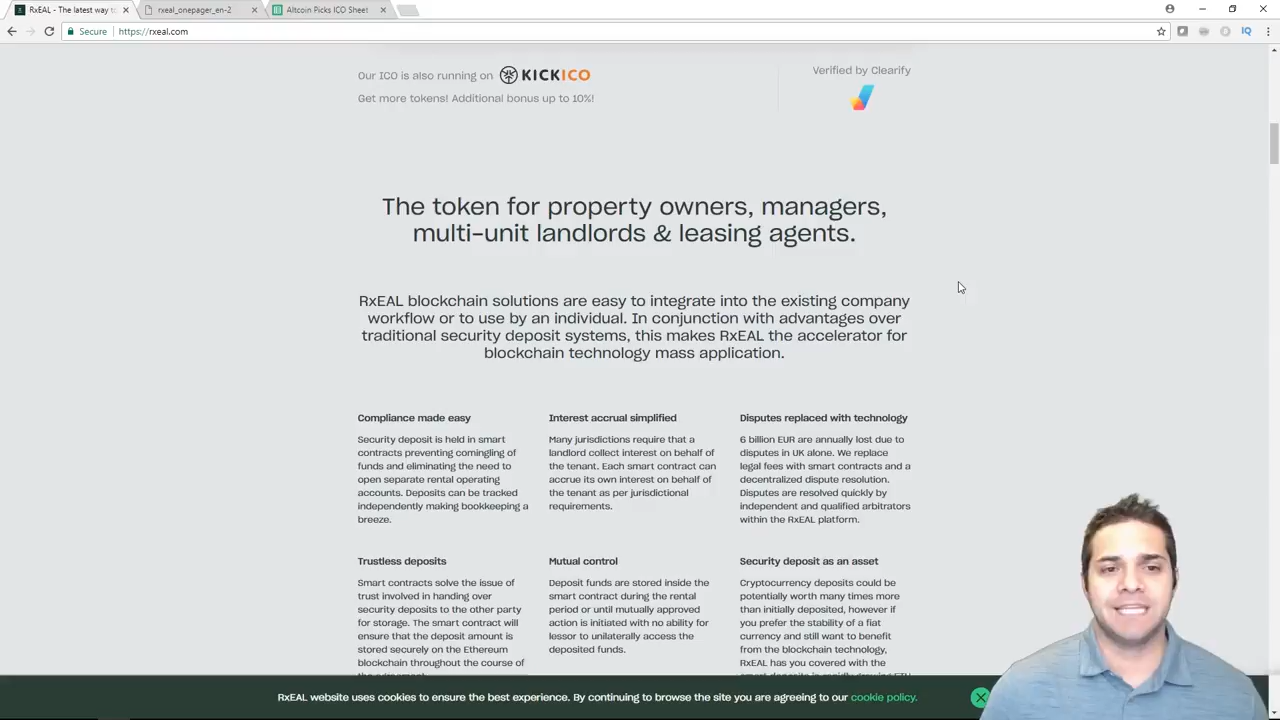 RxEAL - The latest way to
rxeal_onepager_en-2
Altcoin Picks ICO Sheet
Secure
https://rxeal.com
Our ICO is also running on KICKICO
Get more tokens! Additional bonus up to 10%!
Verified by Clearify
The token for property owners, managers,
multi-unit landlords & leasing agents.
RxEAL blockchain solutions are easy to integrate into the existing company
workflow or to use by an individual. In conjunction with advantages over
traditional security deposit systems, this makes RxEAL the accelerator for
blockchain technology mass application.
Compliance made easy
Security deposit is held in smart
contracts preventing comingling of
funds and eliminating the need to
open separate rental operating
accounts. Deposits can be tracked
independently making bookkeeping a
breeze.
Interest accrual simplified
Many jurisdictions require that a
landlord collect interest on behalf of
the tenant. Each smart contract can
accrue its own interest on behalf of
the tenant as per jurisdictional
requirements.
Disputes replaced with technology
6 billion EUR are annually lost due to
disputes in UK alone. We replace
legal fees with smart contracts and a
decentralized dispute resolution.
Disputes are resolved quickly by
independent and qualified arbitrators
within the RxEAL platform.
Trustless deposits
Smart contracts solve the issue of
trust involved in handing over
security deposits to the other party
for storage. The smart contract will
ensure that the deposit amount is
stored securely on the Ethereum
blockchain throughout the course of
Mutual control
Deposit funds are stored inside the
smart contract during the rental
period or until mutually approved
action is initiated with no ability for
lessor to unilaterally access the
deposited funds.
Security deposit as an asset
Cryptocurrency deposits could be
potentially worth many times more
than initially deposited, however if
you prefer the stability of a fiat
currency and still want to benefit
from the blockchain technology,
RxEAL has you covered with the
RxEAL website uses cookies to ensure the best experience. By continuing to browse the site you are agreeing to our cookie policy.